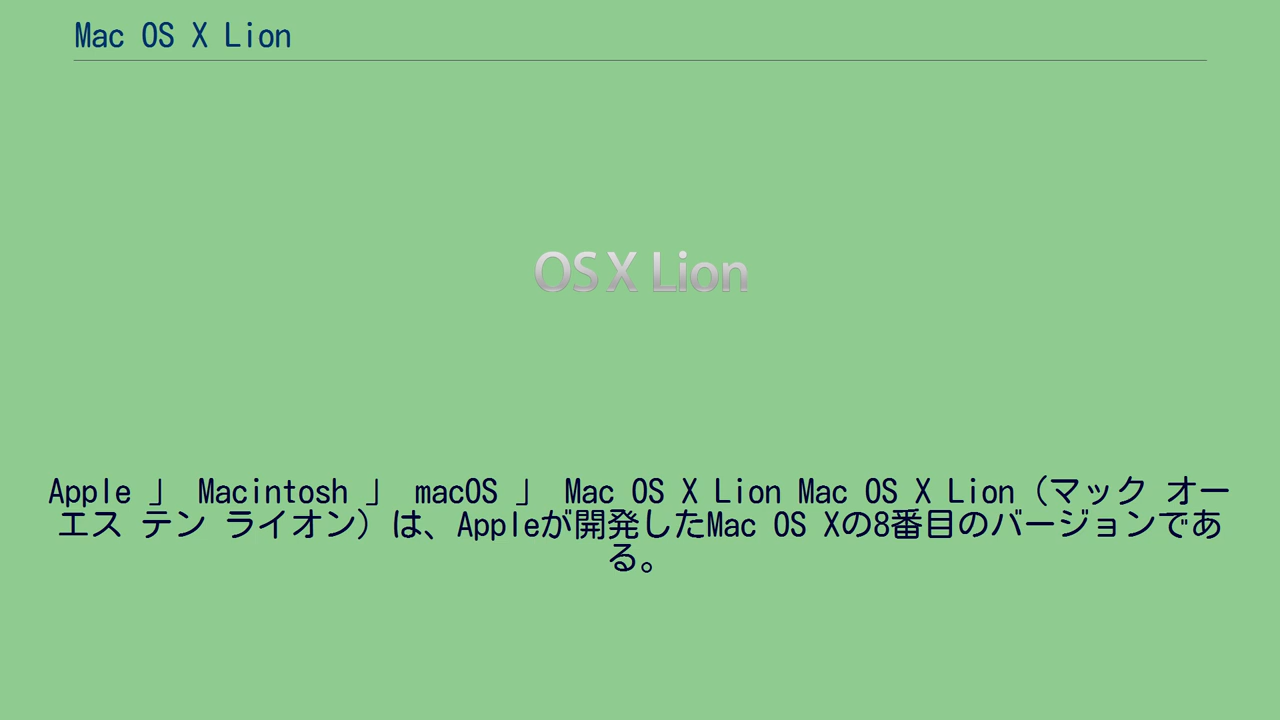 Mac OS X Lion
OS X Lion
Apple 」 Macintosh 」 macOS 」 Mac OS X Lion Mac OS X Lion（マック オー
エス テン ライオン）は、Appleが開発したMac OS Xの8番目のバージョンであ
る。